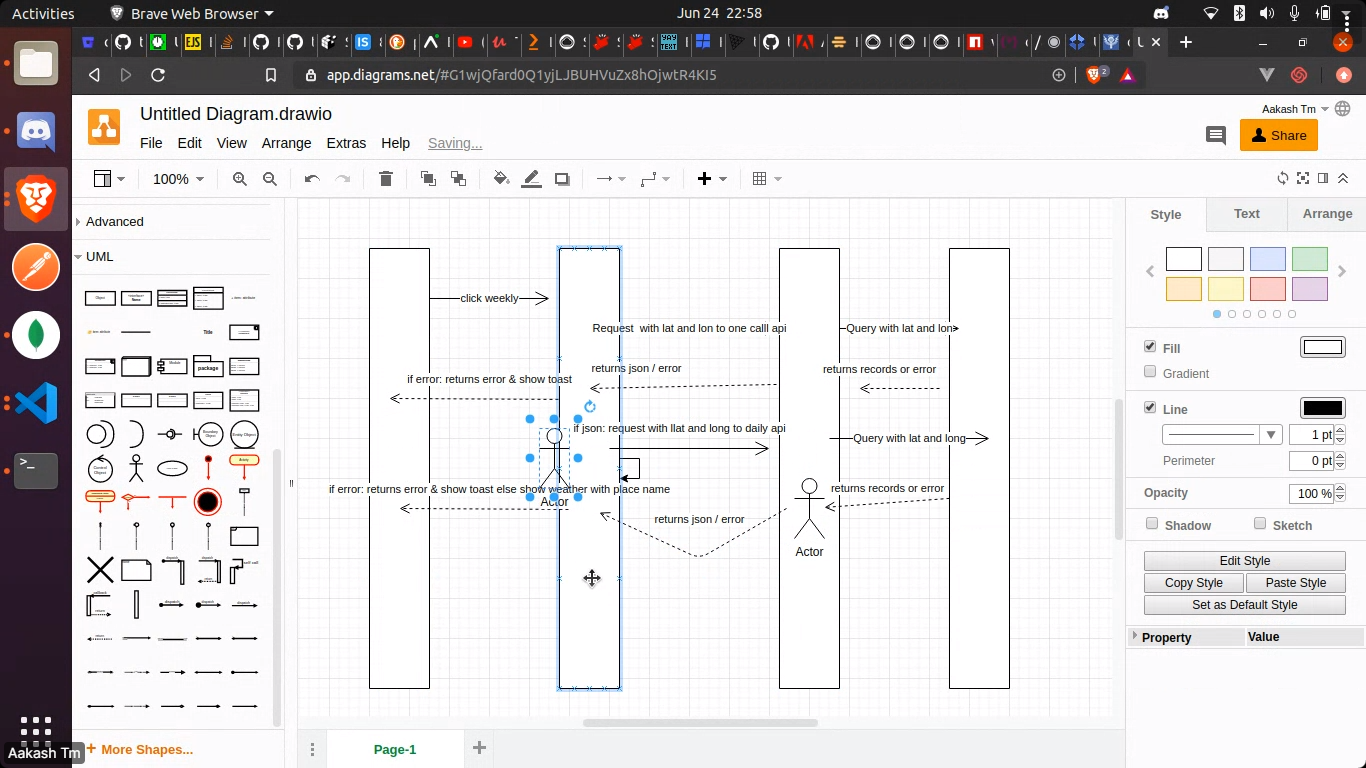 Activities
Brave Web Browser
Jun 24 22:58
app.diagrams.net/#G1wjQfard0Q1yjLJBUHVuZx8hOjwtR4KI5
2
Untitled Diagram.drawio
Aakash Tm
File Edit View Arrange Extras Help Saving...
Share
100%
Advanced
Style Text Arrange
UML
click weekly
Request with lat and lon to one calll api
Query with lat and lon
returns json / error
returns records or error
if error: returns error & show toast
if json: request with llat and long to daily api
Query with lat and long
if error: returns error & show toast else show weather with place name
returns records or error
Actor
returns json / error
Actor
Fill
Gradient
Line
1 pt
Perimeter
0 pt
Opacity
100 %
Shadow
Sketch
Edit Style
Copy Style
Paste Style
Set as Default Style
Property
Value
More Shapes...
Page-1
Aakash Tm